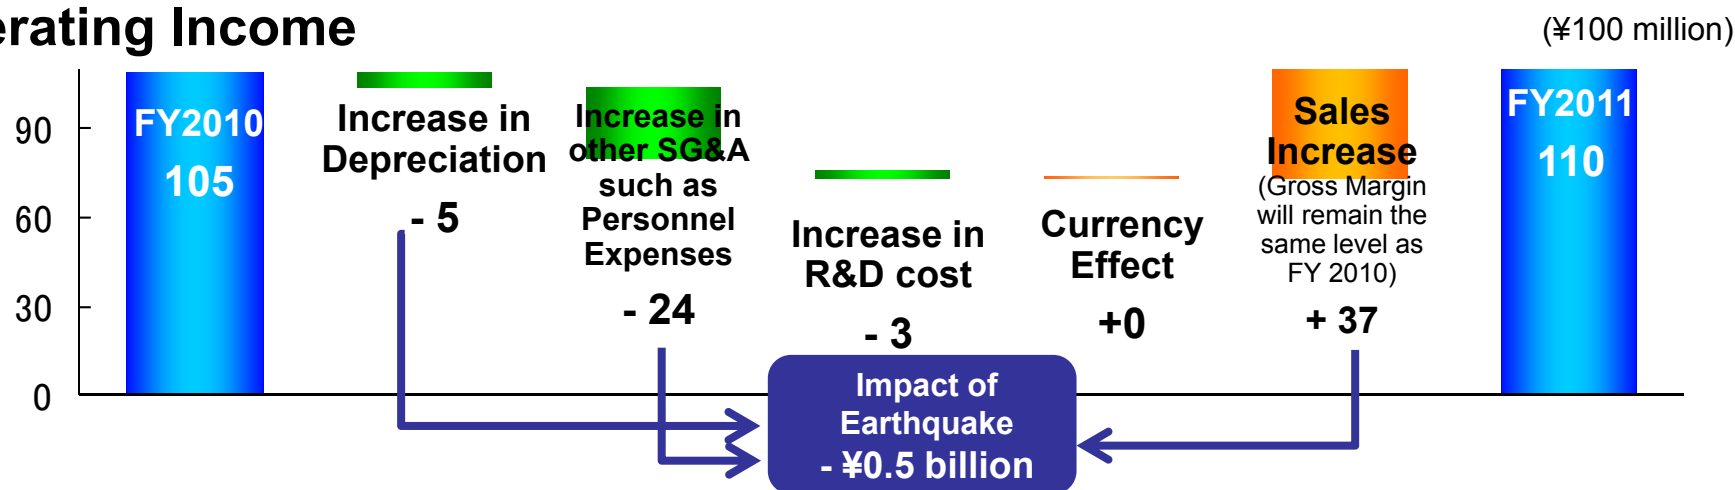 erating Income
(¥100 million)
90
60
30
0
FY2010
105
Increase in
Depreciation
- 5
Increase in
other SG&A
such as
Personnel
Expenses
- 24
Increase in
R&D cost
- 3
Currency
Effect
+0
Sales
Increase
(Gross Margin
will remain the
same level as
FY 2010)
+ 37
FY2011
110
Impact of
Earthquake
- ¥0.5 billion